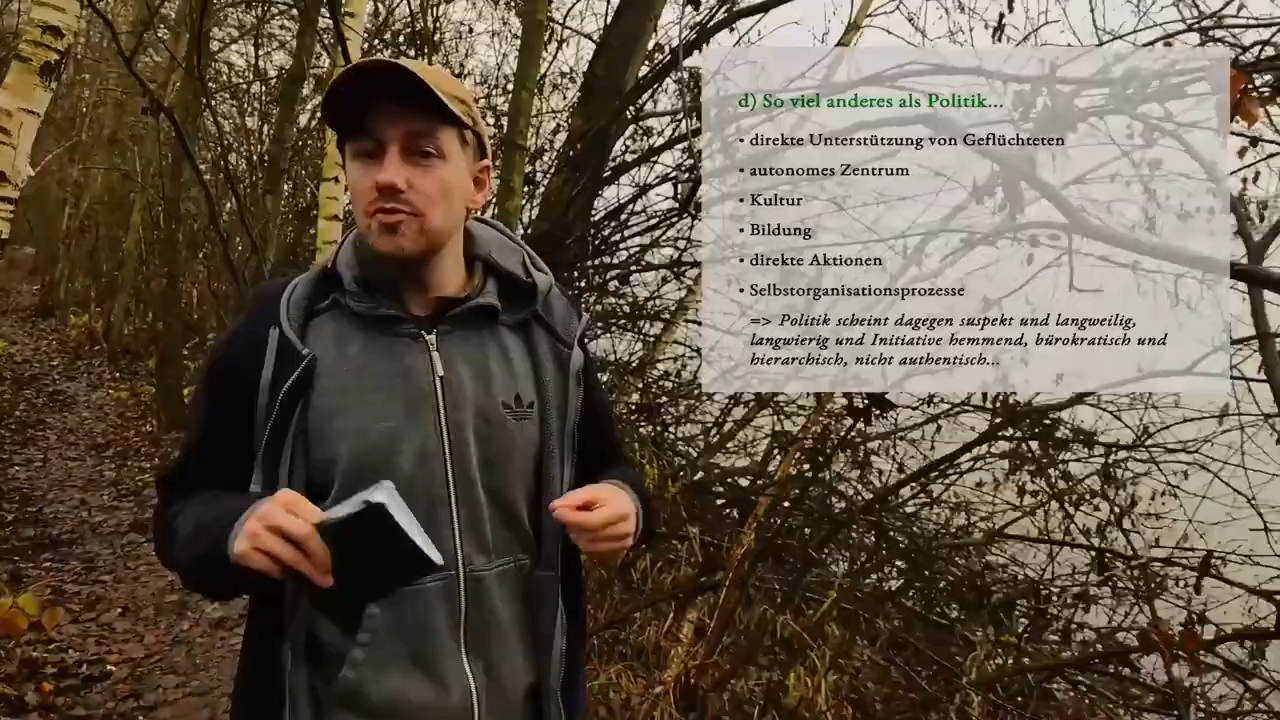 d) So viel anderes als Politik...
• direkte Unterstützung von Geflüchteten
• autonomes Zentrum
• Kultur
• Bildung
• direkte Aktionen
• Selbstorganisationsprozesse
=> Politik scheint dagegen suspekt und langweilig,
langwierig und Initiative hemmend, bürokratisch und
hierarchisch, nicht authentisch...